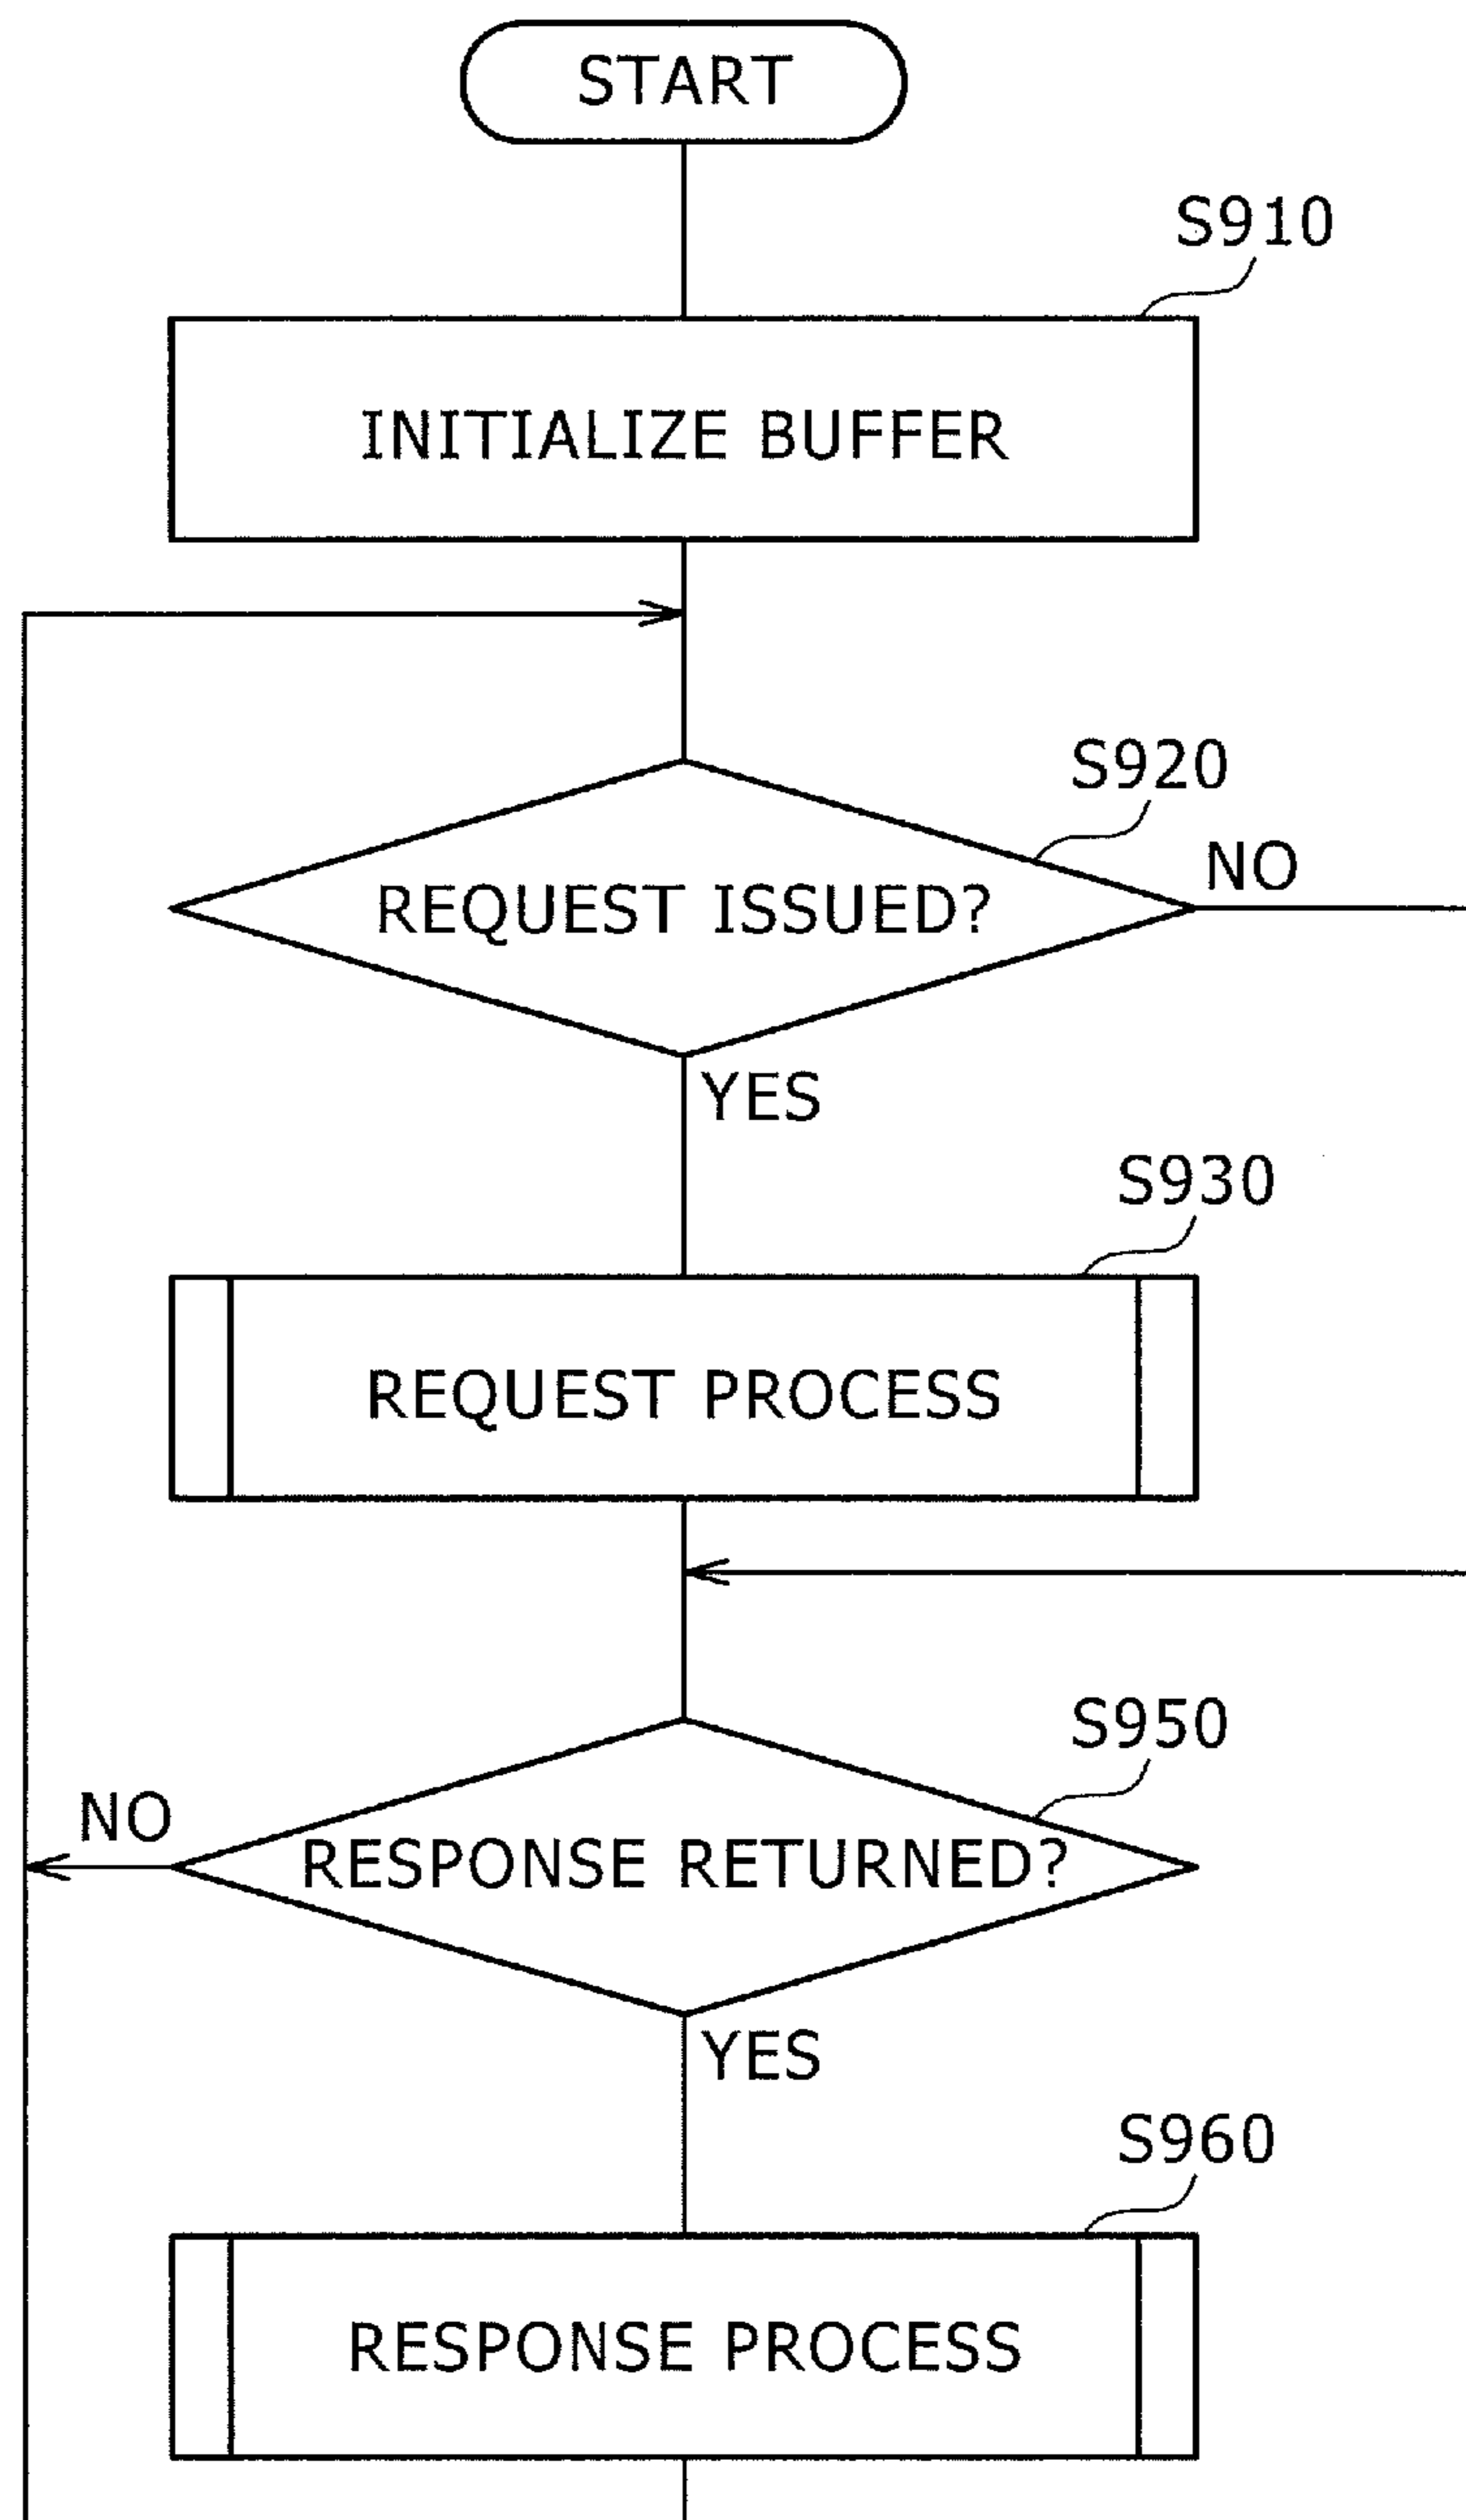 START
S910
INITIALIZE BUFFER
S920
NO
REQUEST ISSUED?
YES
S930
REQUEST PROCESS
S950
NO
RESPONSE RETURNED?
YES
S960
RESPONSE PROCESS